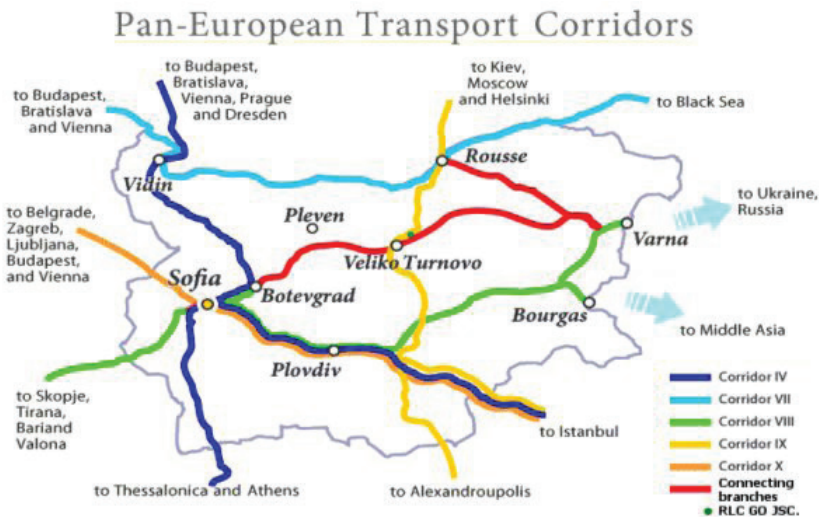 Pan-European Transport Corridors
to Budapest,
Bratislava,
Vienna, Prague
and Dresden
to Kiev,
Moscow
and Helsinki
to Budapest,
Bratislava
and Vienna
to Black Sea
Rousse
Vidin
to Ukraine,
Russia
to Belgrade,
Zagreb,
Ljubljana,
Budapest,
and Vienna
Pleven
Varna
Veliko Turnovo
Sofia
Botevgrad
Bourgas
to Middle Asia
Plovdiv
to Skopje,
Tirana,
Bariand
Valona
to Istanbul
to Thessalonica and Athens
to Alexandroupolis
Corridor IV
Corridor VII
Corridor VIII
Corridor IX
Corridor X
Connecting
branches
RLC GO JSC.